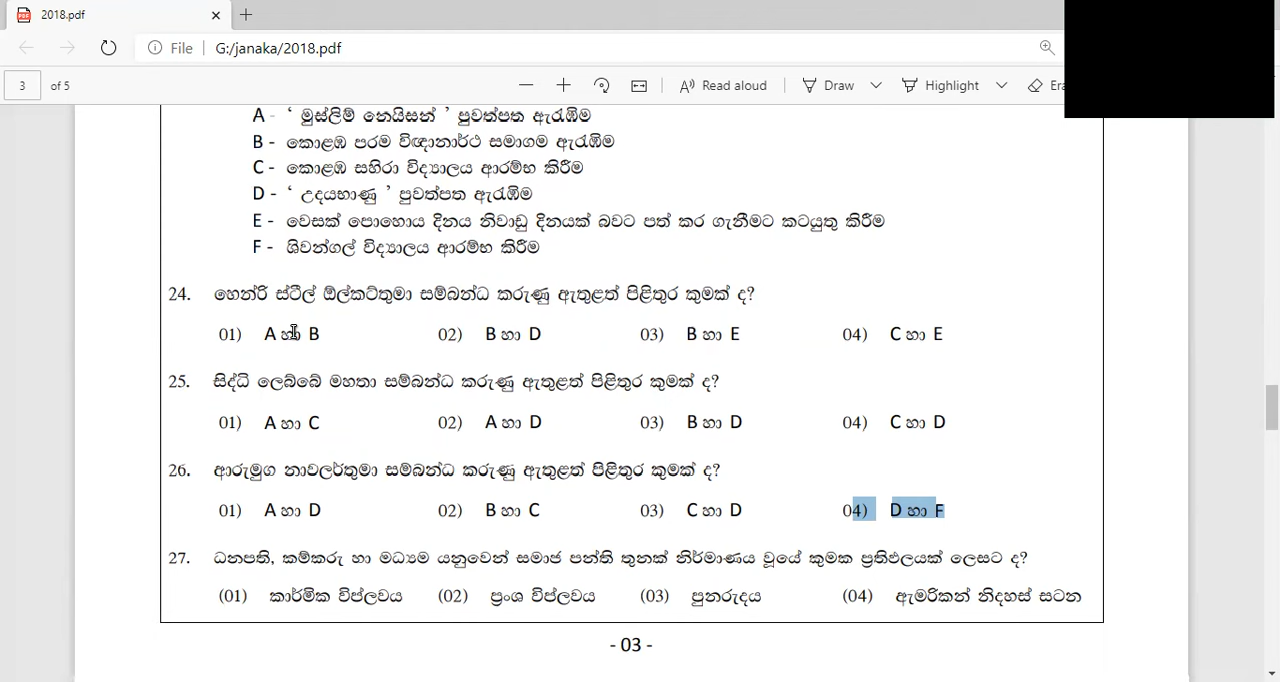 2018.pdf
File G:/janaka/2018.pdf
3 of 5 Read aloud Draw Highlight Era
A - ‘ මුස්ලිම් නෙයිසන් ’ පුවත්පත ඇරඹීම
B - කොළඹ පරම විඥානාර්ථ සමාගම ඇරඹීම
C - කොළඹ සහිරා විද්‍යාලය ආරම්භ කිරීම
D - ‘ උදයභාණු ’ පුවත්පත ඇරඹීම
E - වෙසක් පොහොය දිනය නිවාඩු දිනයක් බවට පත් කර ගැනීමට කටයුතු කිරීම
F - ශිවන්ගල් විද්‍යාලය ආරම්භ කිරීම
24. හෙන්රි ස්ටීල් ඕල්කට්තුමා සම්බන්ධ කරුණු ඇතුළත් පිළිතුර කුමක් ද?
01) A හා B 02) B හා D 03) B හා E 04) C හා E
25. සිද්ධි ලෙබ්බේ මහතා සම්බන්ධ කරුණු ඇතුළත් පිළිතුර කුමක් ද?
01) A හා C 02) A හා D 03) B හා D 04) C හා D
26. ආරුමුග නාවලර්තුමා සම්බන්ධ කරුණු ඇතුළත් පිළිතුර කුමක් ද?
01) A හා D 02) B හා C 03) C හා D 04) D හා F
27. ධනපති, කම්කරු හා මධ්‍යම යනුවෙන් සමාජ පන්ති තුනක් නිර්මාණය වූයේ කුමක ප්‍රතිඵලයක් ලෙසට ද?
(01) කාර්මික විප්ලවය (02) ප්‍රංශ විප්ලවය (03) පුනරුදය (04) ඇමරිකන් නිදහස් සටන
- 03 -